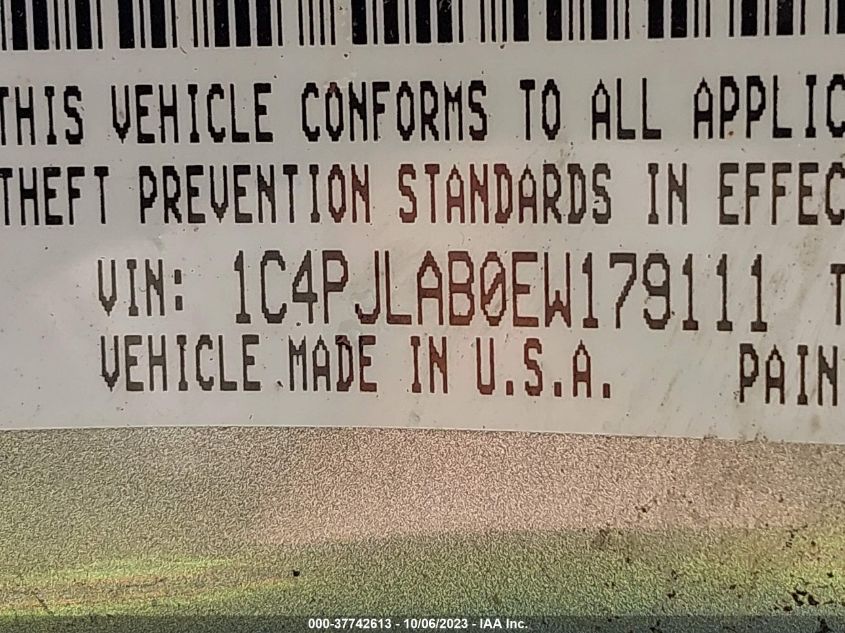 THIS VEHICLE CONFORMS TO ALL APPLIC
THEFT PREVENTION STANDARDS IN EFFEC
VIN: 1C4PJLAB0EW179111 T
VEHICLE MADE IN U.S.A. PAIN
000-37742613 - 10/06/2023 - IAA Inc.